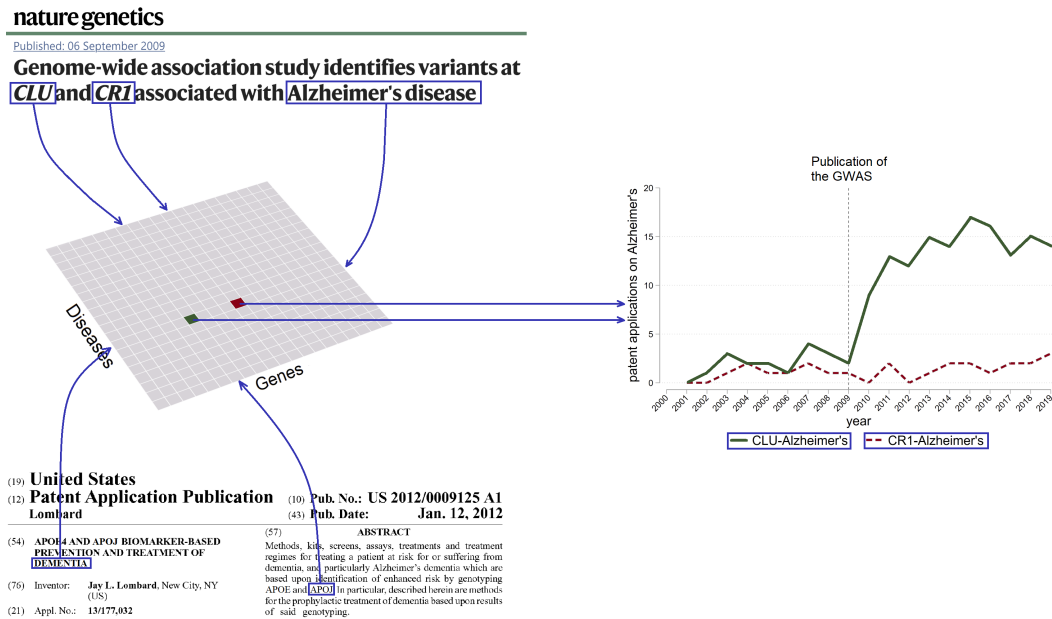 nature genetics
Published: 06 September 2009
Genome-wide association study identifies variants at
CLU and CR1 associated with Alzheimer's disease
Diseases
Genes
Publication of
the GWAS
patent applications on Alzheimer's
20
15
10
5
0
2000 2001 2002 2003 2004 2005 2006 2007 2008 2009 2010 2011 2012 2013 2014 2015 2016 2017 2018 2019
year
CLU-Alzheimer's CR1-Alzheimer's
(19) United States
(12) Patent Application Publication (10) Pub. No.: US 2012/0009125 A1
Lombard (43) Pub. Date: Jan. 12, 2012
(54) APOE4 AND APOJ BIOMARKER-BASED
PREVENTION AND TREATMENT OF
DEMENTIA
(76) Inventor: Jay L. Lombard, New City, NY
(US)
(21) Appl. No.: 13/177,032
(57) ABSTRACT
Methods, kits, screens, assays, treatments and treatment
regimes for treating a patient at risk for or suffering from
dementia, and particularly Alzheimer's dementia which are
based upon identification of enhanced risk by genotyping
APOE and APOJ. In particular, described herein are methods
for the prophylactic treatment of dementia based upon results
of said genotyping.